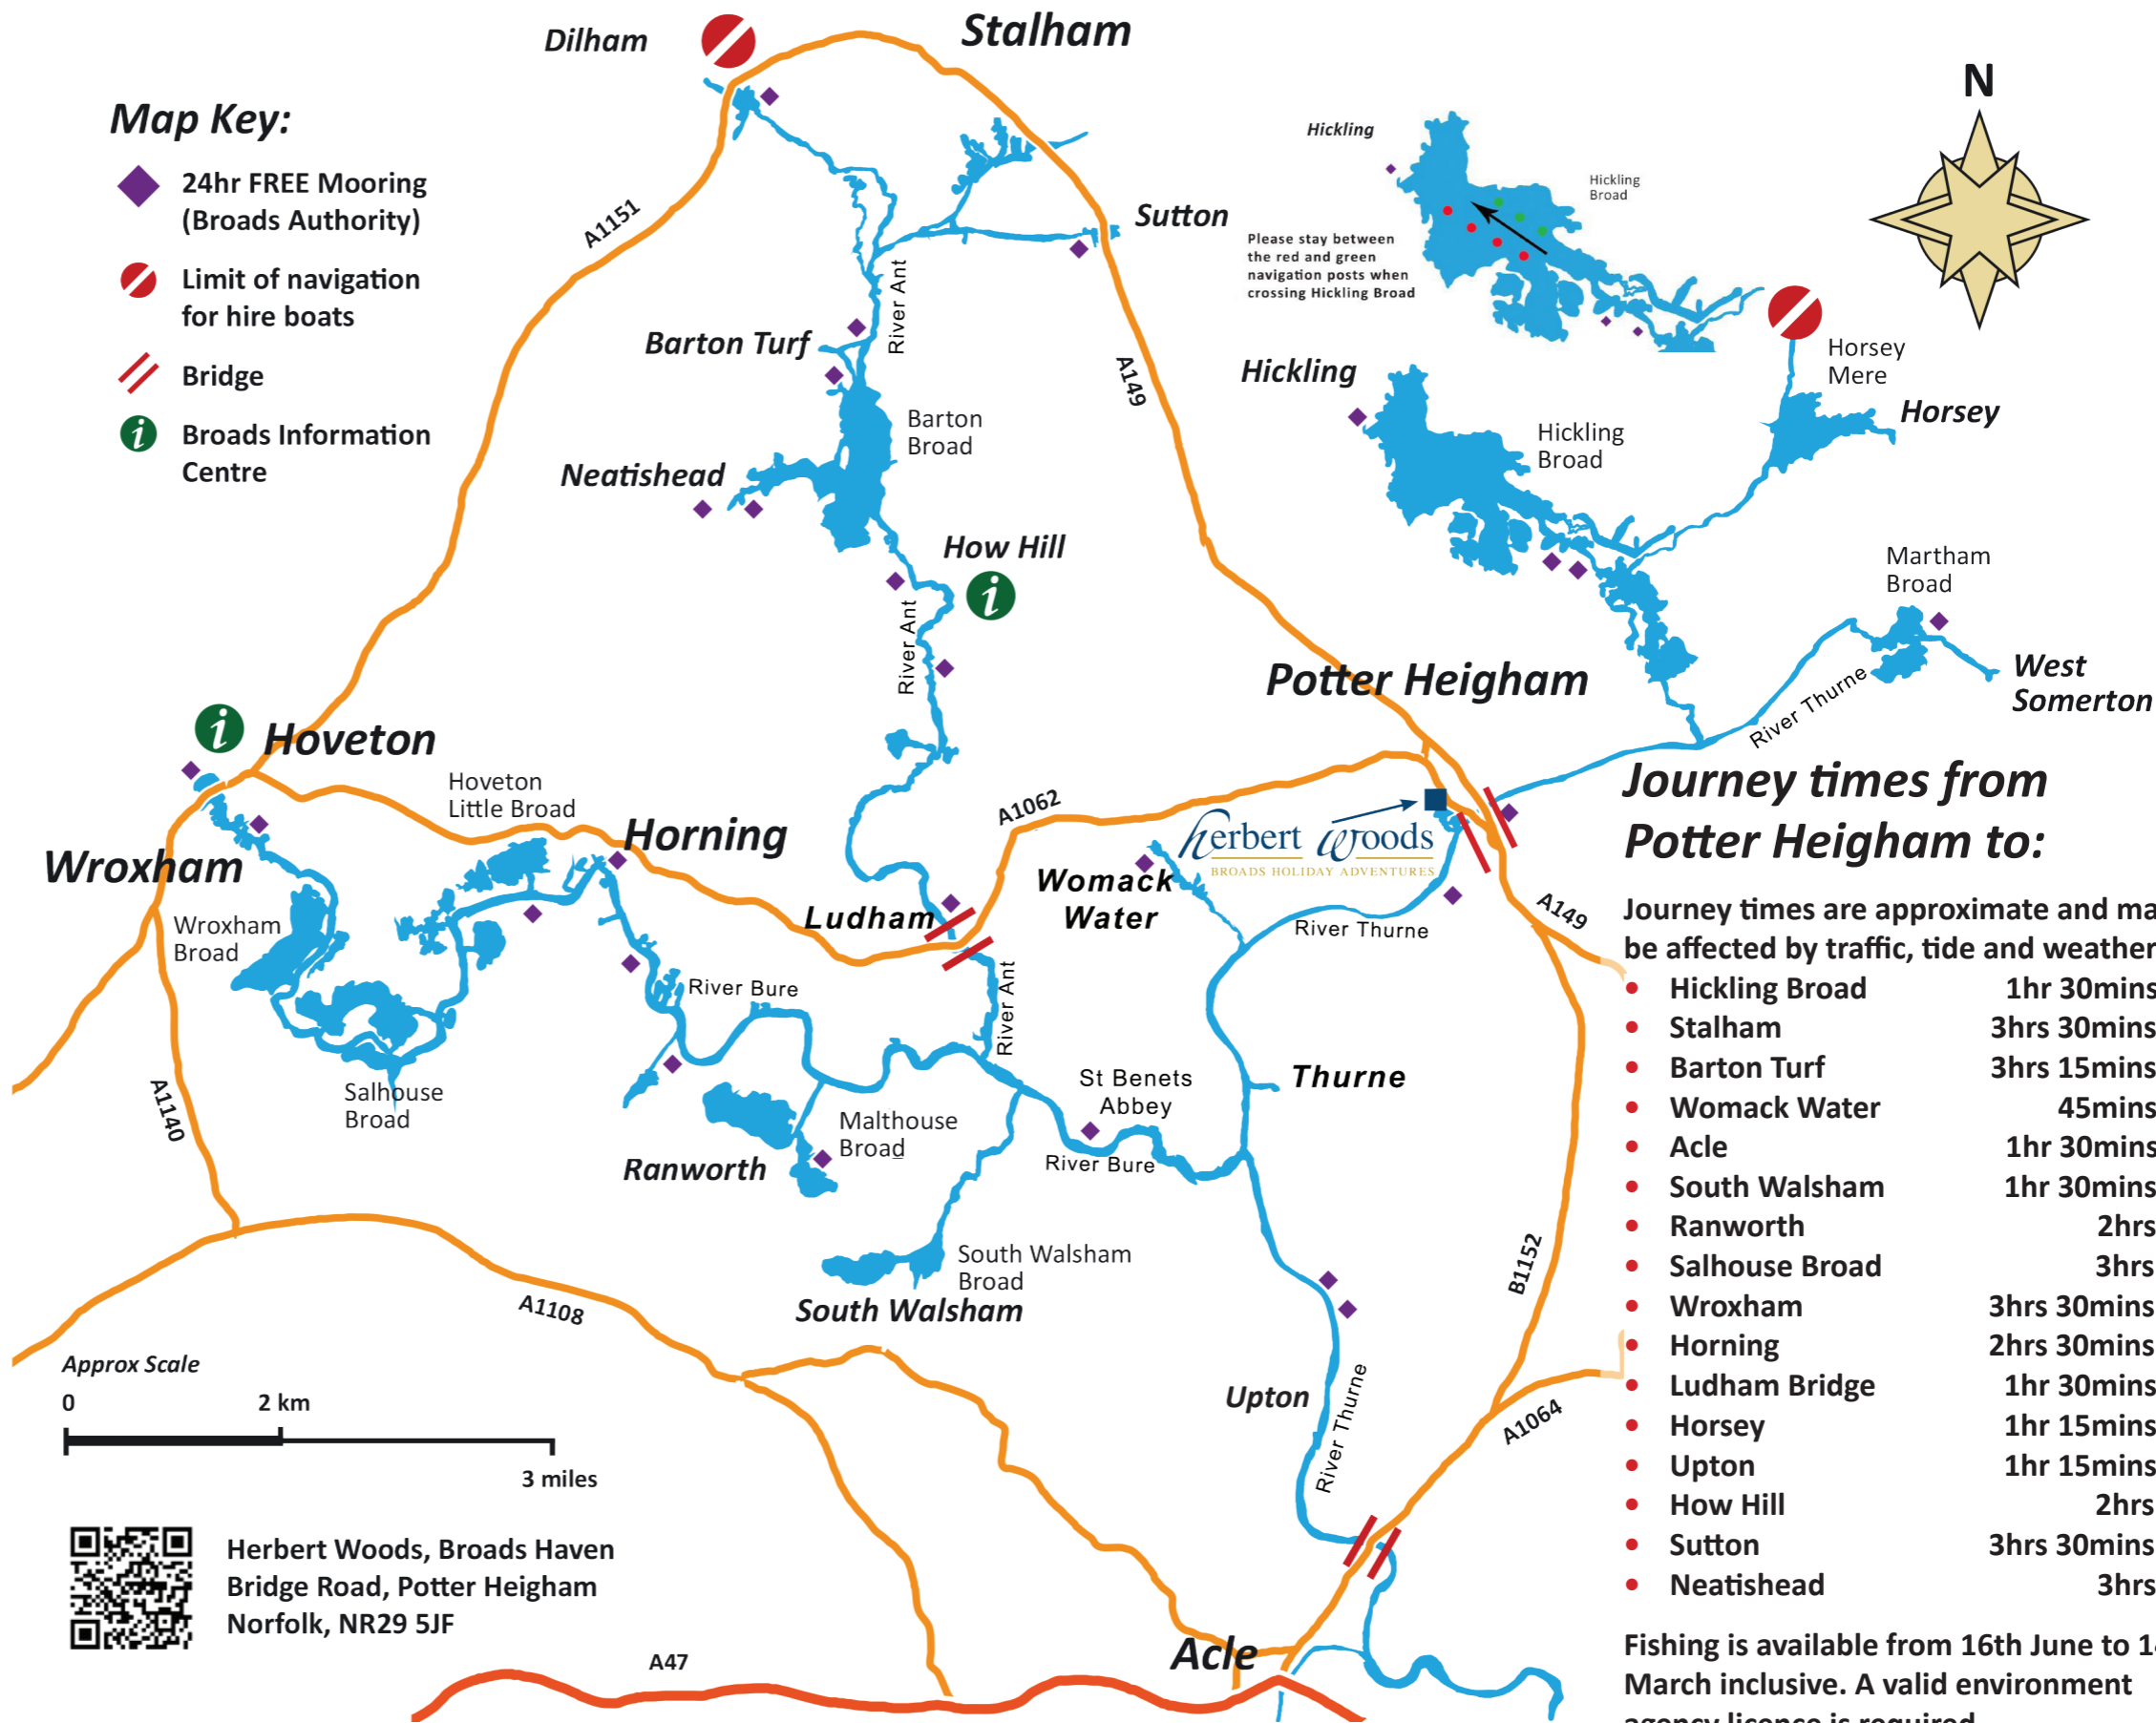 Dilham
Stalham
N
Map Key:
24hr FREE Mooring
(Broads Authority)
Limit of navigation
for hire boats
Bridge
Broads Information
Centre
A1151
Sutton
Hickling
Hickling
Broad
Please stay between
the red and green
navigation posts when
crossing Hickling Broad
River Ant
Barton Turf
A149
Barton
Broad
Neatishead
How Hill
River Ant
Hickling
Hickling
Broad
Horsey
Mere
Horsey
Martham
Broad
West
Somerton
River Thurne
Potter Heigham
Hoveton
Hoveton
Little Broad
Horning
Wroxham
Wroxham
Broad
A1062
Herbert Woods
BROADS HOLIDAY ADVENTURES
Womack
Water
Ludham
River Thurne
A149
River Bure
River Ant
A1140
Salhouse
Broad
St Benets
Abbey
Thurne
Malthouse
Broad
Ranworth
River Bure
South Walsham
Broad
South Walsham
A1108
B1152
Upton
River Thurne
A1064
Approx Scale
0
2 km
3 miles
Herbert Woods, Broads Haven
Bridge Road, Potter Heigham
Norfolk, NR29 5JF
A47
Acle
Journey times from
Potter Heigham to:
Journey times are approximate and ma
be affected by traffic, tide and weather
Hickling Broad 1hr 30mins
Stalham 3hrs 30mins
Barton Turf 3hrs 15mins
Womack Water 45mins
Acle 1hr 30mins
South Walsham 1hr 30mins
Ranworth 2hrs
Salhouse Broad 3hrs
Wroxham 3hrs 30mins
Horning 2hrs 30mins
Ludham Bridge 1hr 30mins
Horsey 1hr 15mins
Upton 1hr 15mins
How Hill 2hrs
Sutton 3hrs 30mins
Neatishead 3hrs
Fishing is available from 16th June to
March inclusive. A valid environment
agency licence is required